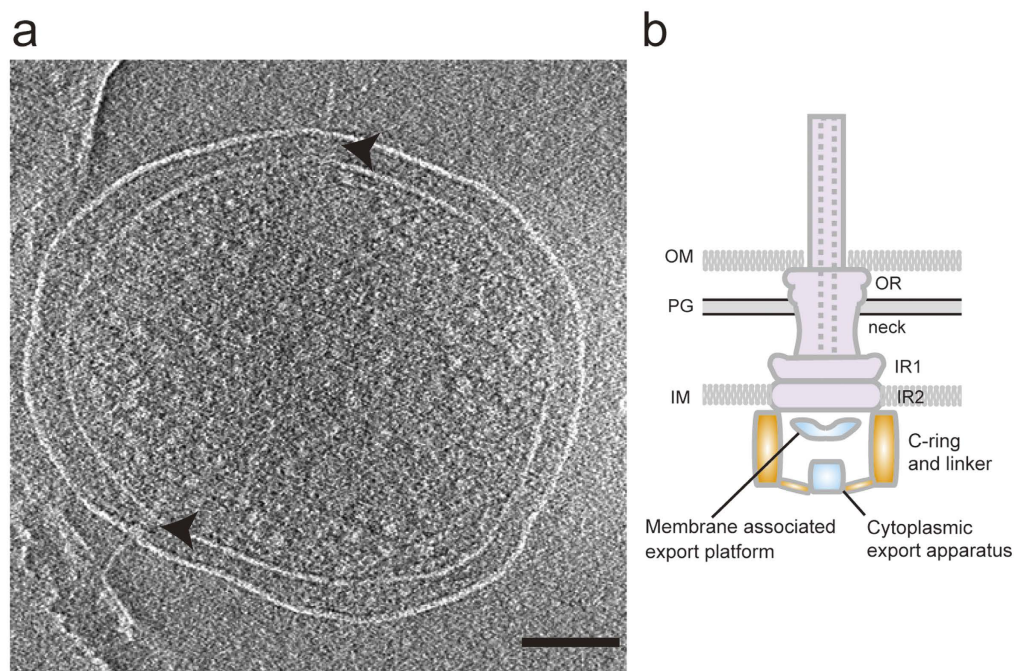 a
b
OM
OR
PG
neck
IR1
IM
IR2
C-ring
and linker
Membrane associated
export platform
Cytoplasmic
export apparatus